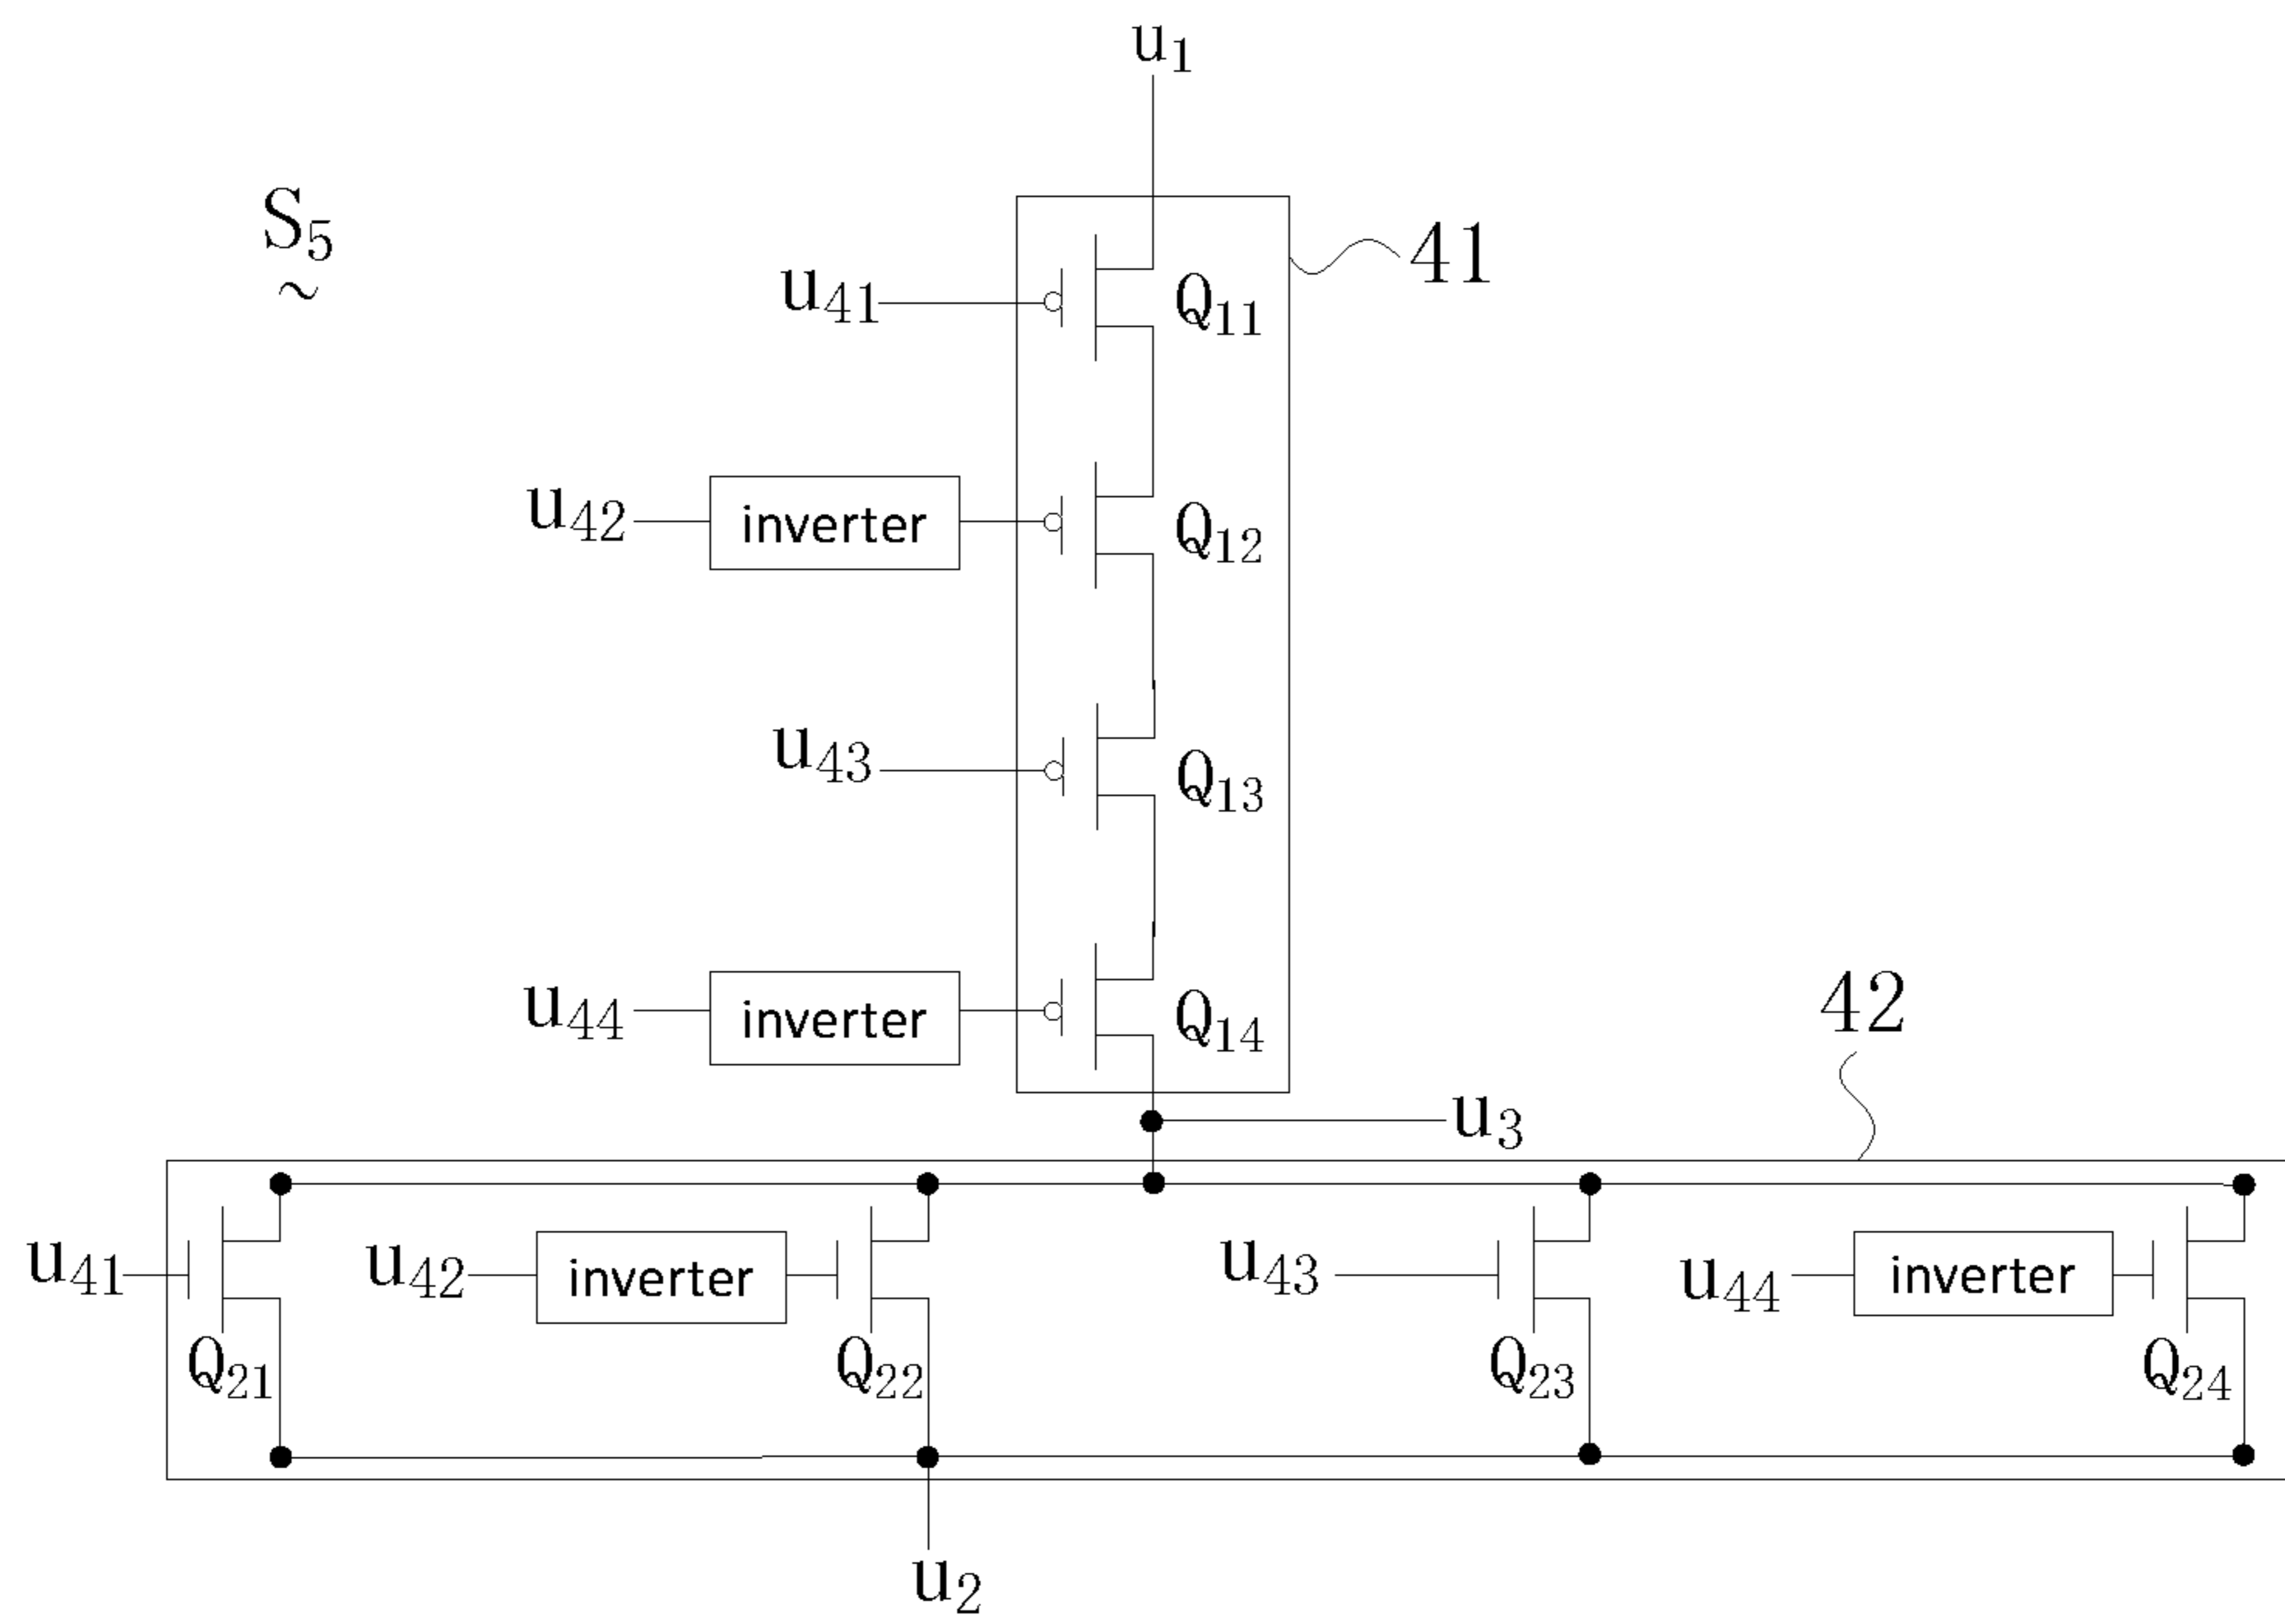 u1
S5
~
41
u41
Q11
u42 inverter
Q12
u43
Q13
u44 inverter
Q14
42
u3
u41
u42 inverter
u43
u44 inverter
Q21
Q22
Q23
Q24
u2